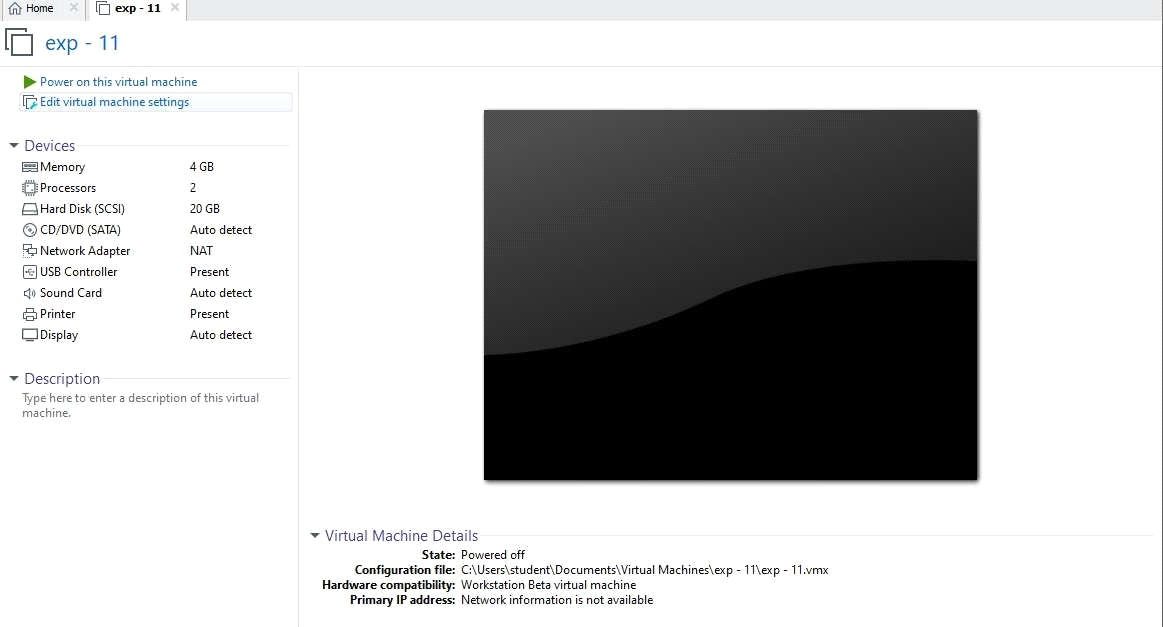 Home
exp - 11
exp - 11
Power on this virtual machine
Edit virtual machine settings
Devices
Memory 4 GB
Processors 2
Hard Disk (SCSI) 20 GB
CD/DVD (SATA) Auto detect
Network Adapter NAT
USB Controller Present
Sound Card Auto detect
Printer Present
Display Auto detect
Description
Type here to enter a description of this virtual
machine.
Virtual Machine Details
State: Powered off
Configuration file: C:\Users\student\Documents\Virtual Machines\exp - 11\exp - 11.vmx
Hardware compatibility: Workstation Beta virtual machine
Primary IP address: Network information is not available